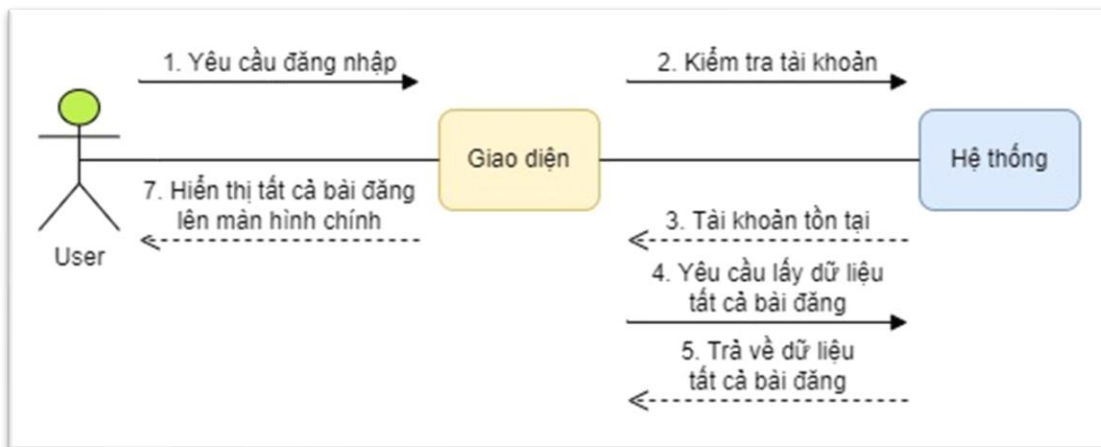 1. Yêu cầu đăng nhập
2. Kiểm tra tài khoản
Giao diện
Hệ thống
7. Hiển thị tất cả bài đăng
lên màn hình chính
User
3. Tài khoản tồn tại
4. Yêu cầu lấy dữ liệu
tất cả bài đăng
5. Trả về dữ liệu
tất cả bài đăng